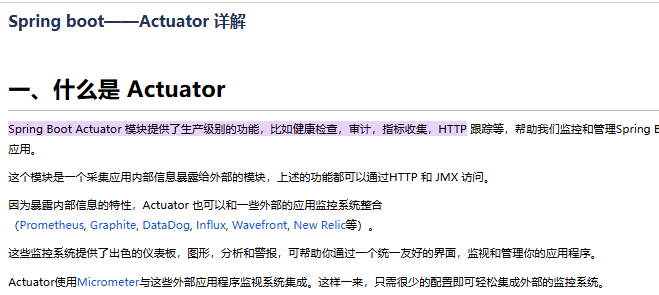 Spring boot——Actuator 详解
一、什么是 Actuator
Spring Boot Actuator 模块提供了生产级别的功能，比如健康检查，审计，指标收集，HTTP 跟踪等，帮助我们监控和管理Spring
应用。
这个模块是一个采集应用内部信息暴露给外部的模块，上述的功能都可以通过HTTP 和 JMX 访问。
因为暴露内部信息的特性，Actuator 也可以和一些外部的应用监控系统整合
（Prometheus, Graphite, DataDog, Influx, Wavefront, New Relic等）。
这些监控系统提供了出色的仪表板，图形，分析和警报，可帮助你通过一个统一友好的界面，监视和管理你的应用程序。
Actuator使用Micrometer与这些外部应用程序监视系统集成。这样一来，只需很少的配置即可轻松集成外部的监控系统。